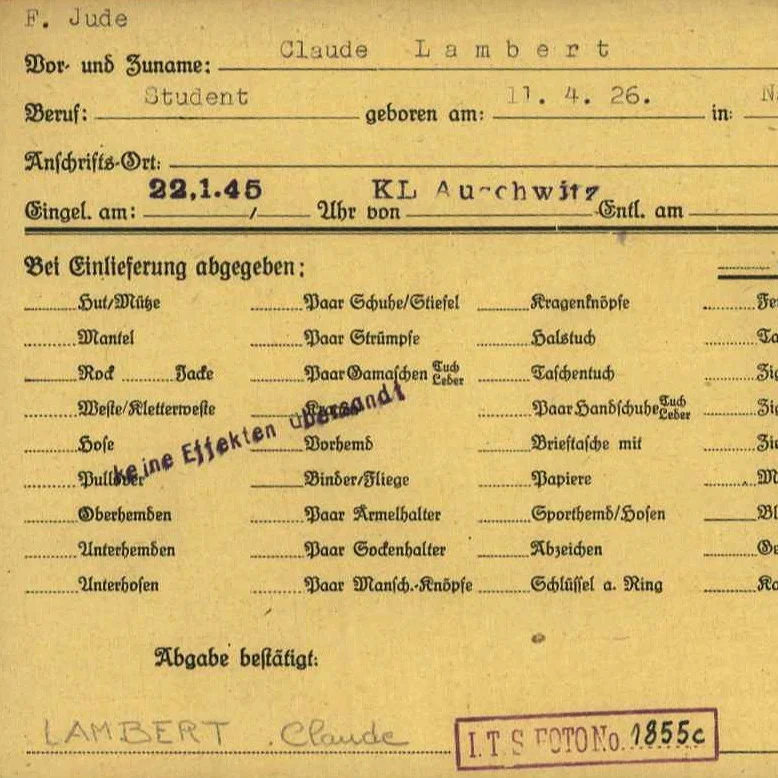 F. Jude
Vor- und Zuname: Claude Lambert
Beruf: Student geboren am: 11. 4. 26. in:
Anschrifts-Ort:
Eingel. am: 22,1.45 Uhr von KL Auschwitz Entl. am
Bei Einlieferung abgegeben:
Hut/Mütze Paar Schuhe/Stiefel Kragenknöpfe
Mantel Paar Strümpfe Halstuch
Rock Jacke Paar Gamaschen Tuch Leder Taschentuch
Weste/Kletterweste Paar Handschuhe Tuch Leder
Hose Vorhemd Brieftasche mit
Pullover Binder/Fliege Papiere
keine Effekten übersandt
Oberhemden Paar Ärmelhalter Sporthemd/Hosen
Unterhemden Paar Sockenhalter Abzeichen
Unterhosen Paar Mansch.-Knöpfe Schlüssel a. Ring
Abgabe bestätigt:
LAMBERT Claude
I.T.S FOTO No. 1855c